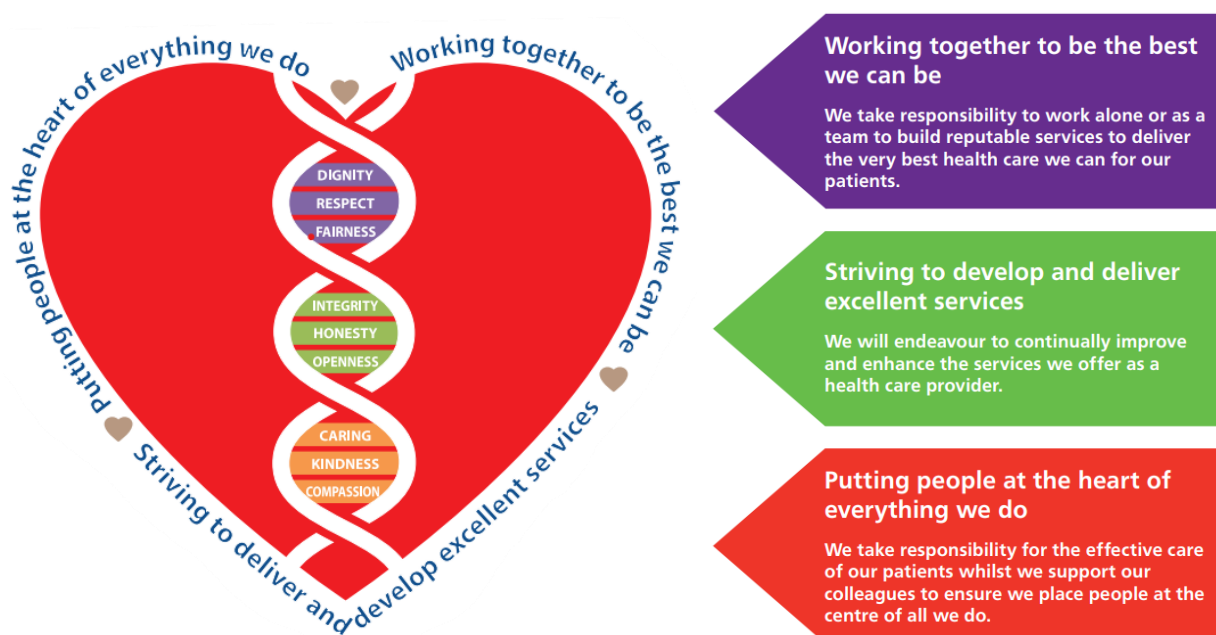 Putting people at the heart of everything we do
Working together to be the best we can be
Striving to deliver and develop excellent services
DIGNITY
RESPECT
FAIRNESS
INTEGRITY
HONESTY
OPENNESS
CARING
KINDNESS
COMPASSION
Working together to be the best
we can be
We take responsibility to work alone or as a
team to build reputable services to deliver
the very best health care we can for our
patients.
Striving to develop and deliver
excellent services
We will endeavour to continually improve
and enhance the services we offer as a
health care provider.
Putting people at the heart of
everything we do
We take responsibility for the effective care
of our patients whilst we support our
colleagues to ensure we place people at the
centre of all we do.